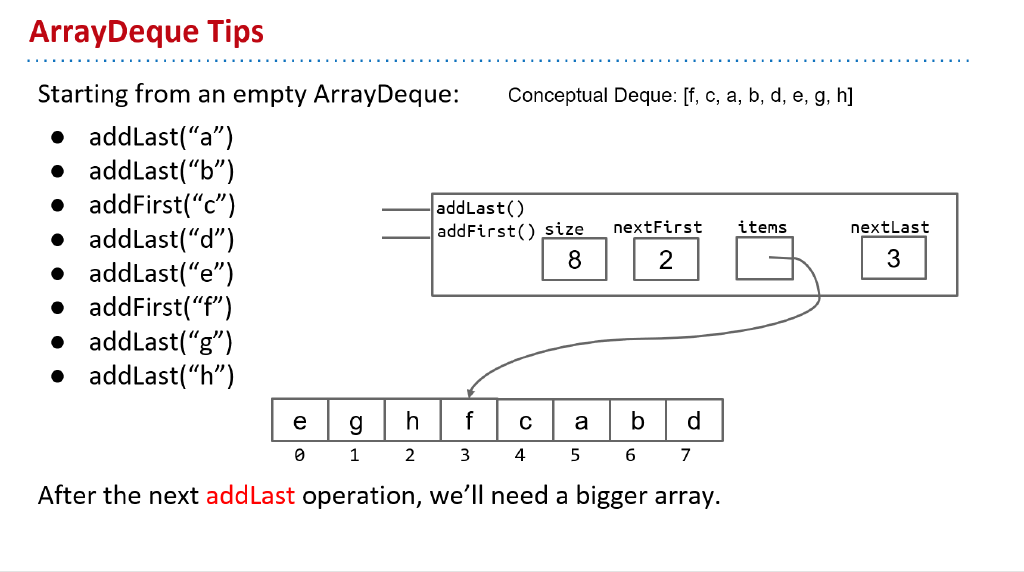 ArrayDeque Tips
Starting from an empty ArrayDeque:
Conceptual Deque: [f, c, a, b, d, e, g, h]
● addLast(“a”)
● addLast(“b”)
● addFirst(“c”)
● addLast(“d”)
● addLast(“e”)
● addFirst(“f”)
● addLast(“g”)
● addLast(“h”)
addLast()
addFirst() size nextFirst items nextLast
8 2 3
e g h f c a b d
0 1 2 3 4 5 6 7
After the next addLast operation, we’ll need a bigger array.